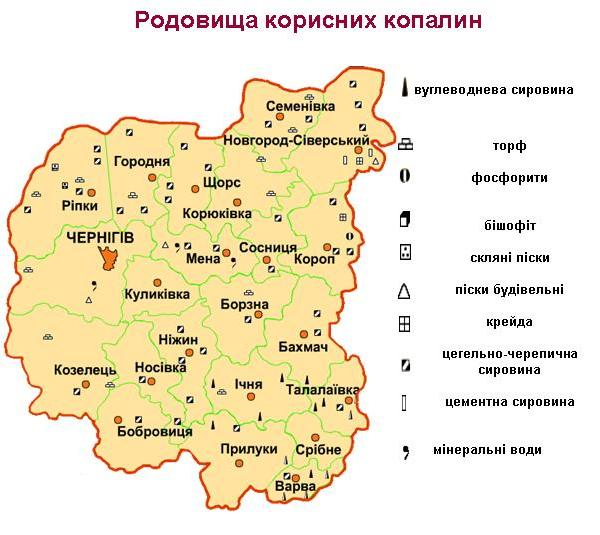 Родовища корисних копалин
Семенівка
вуглеводнева сировина
Новгород-Сіверський
торф
Городня
Щорс
фосфорити
Ріпки
Корюківка
бішофіт
ЧЕРНІГІВ
Сосниця
Мена
Короп
скляні піски
Куликівка
піски будівельні
Борзна
крейда
Ніжин
Бахмач
цегельно-черепична
сировина
Козелець
Носівка
Ічня
Талалаївка
цементна сировина
Бобровиця
Прилуки
Срібне
мінеральні води
Варва